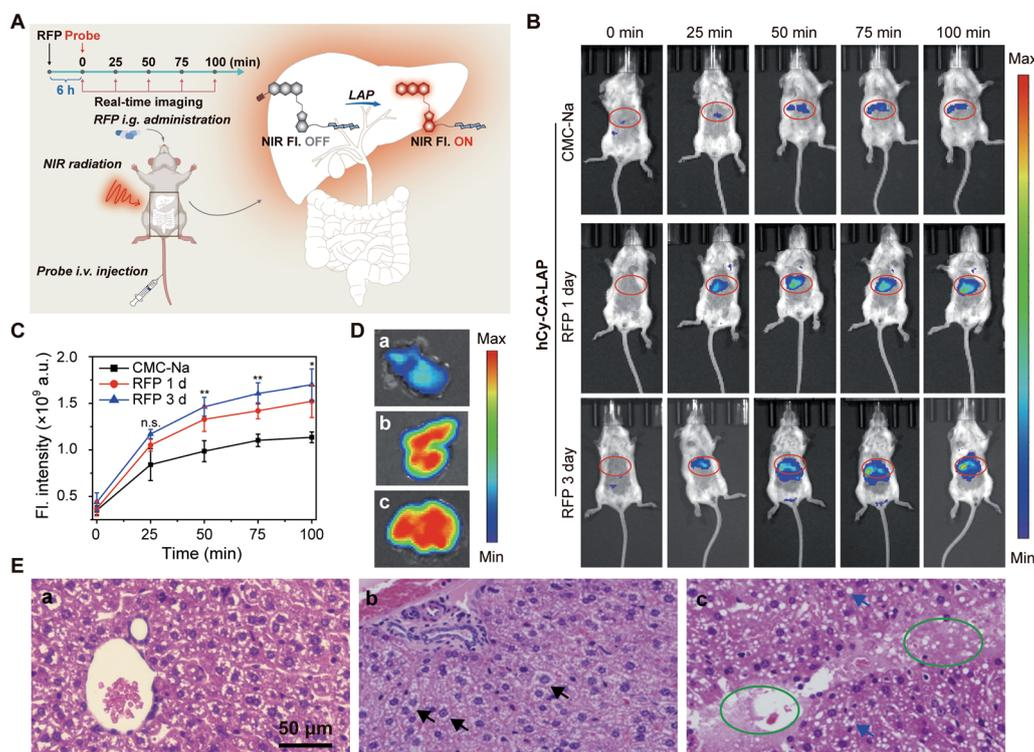 A
RFP Probe
0 25 50 75 100 (min)
6 h
Real-time imaging
RFP i.g. administration
NIR radiation
Probe i.v. injection
LAP
NIR Fl. OFF
NIR Fl. ON
B
0 min 25 min 50 min 75 min 100 min
Max
CMC-Na
hCy-CA-LAP
RFP 1 day
RFP 3 day
Min
C
2.0
1.5
1.0
0.5
Fl. intensity (×10⁹ a.u.)
CMC-Na
RFP 1 d
RFP 3 d
n.s.
**
**
*
0 25 50 75 100
Time (min)
D
a
b
c
Max
Min
E
a
50 µm
b
c